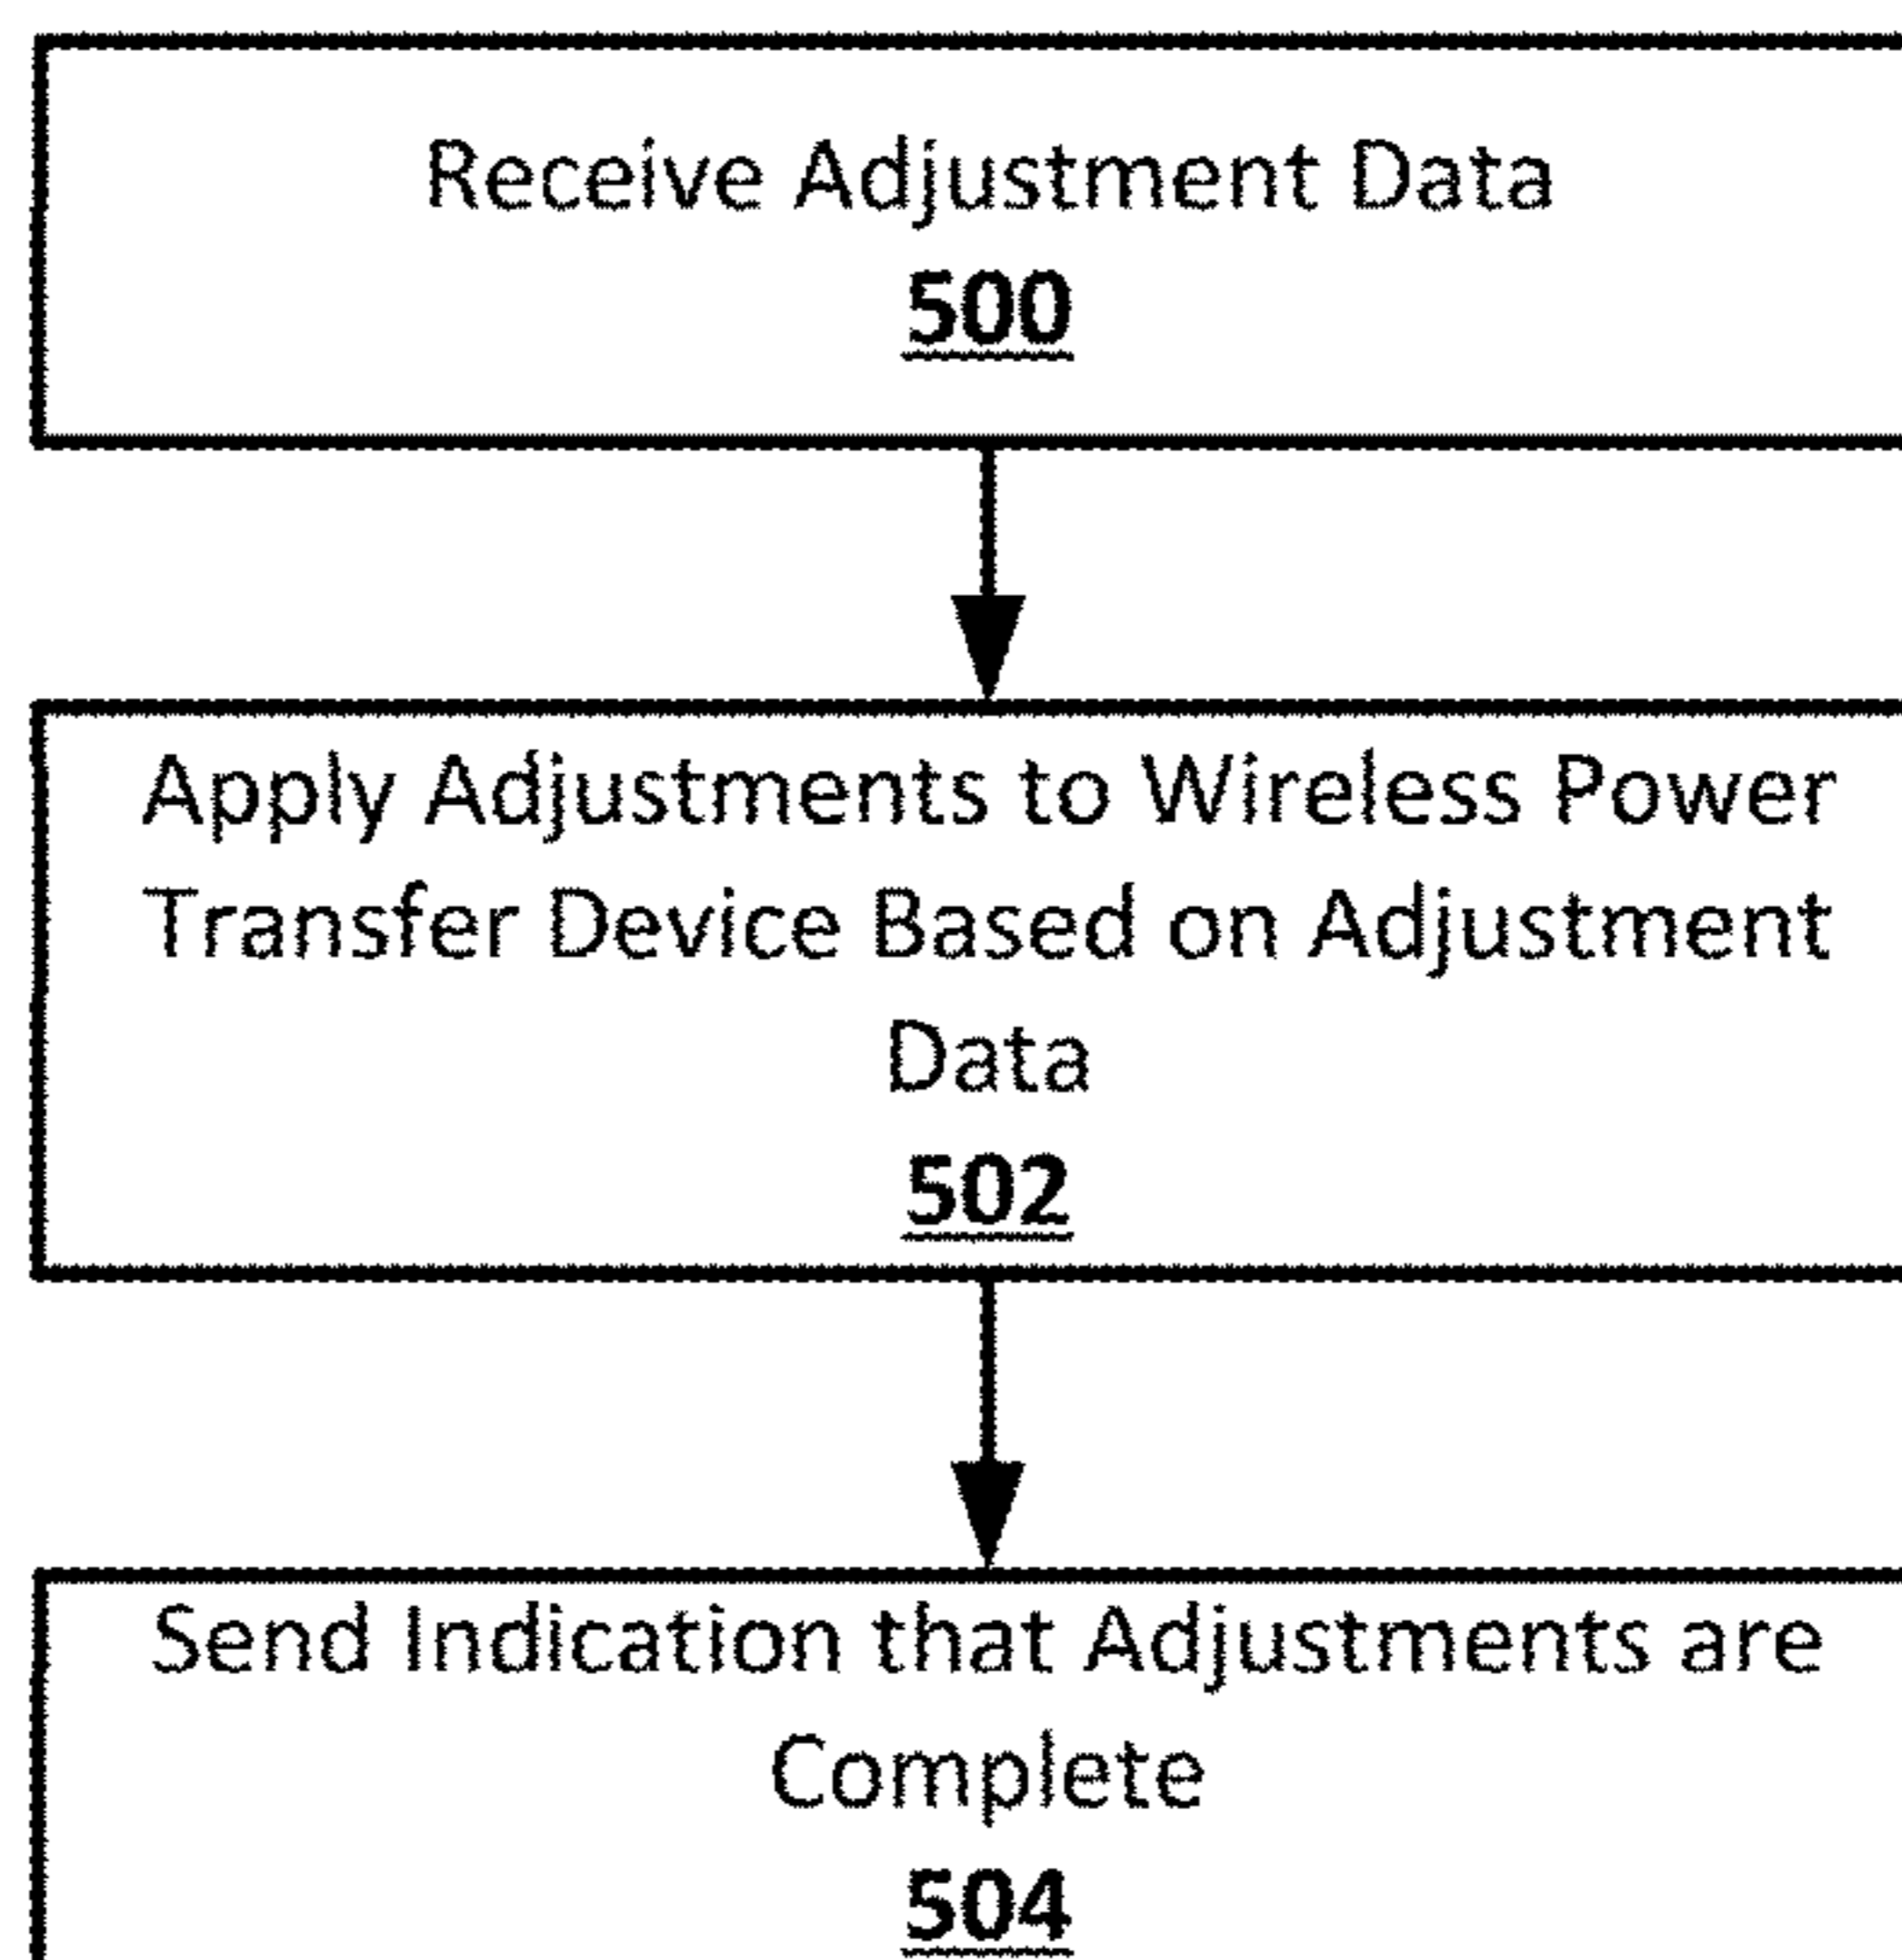 Receive Adjustment Data
500
Apply Adjustments to Wireless Power
Transfer Device Based on Adjustment
Data
502
Send Indication that Adjustments are
Complete
504